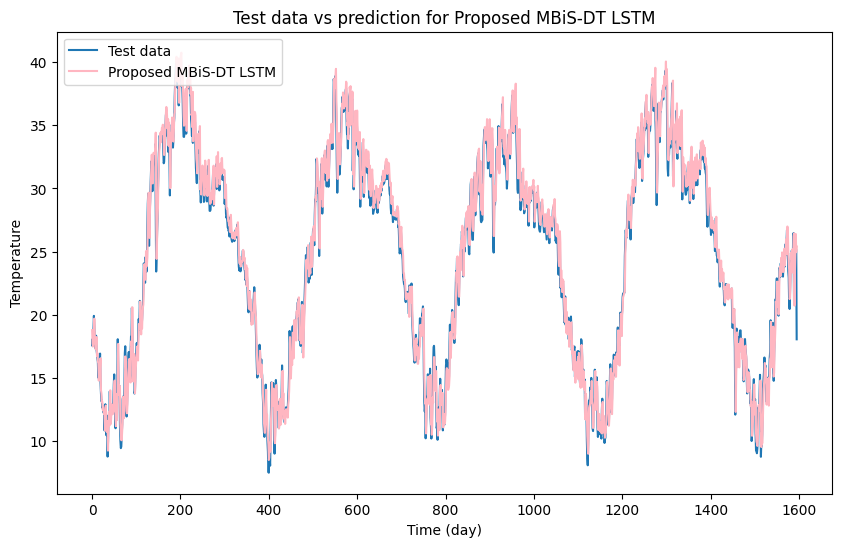 Test data vs prediction for Proposed MBiS-DT LSTM
Test data
Proposed MBiS-DT LSTM
40
35
30
25
20
15
10
Temperature
0 200 400 600 800 1000 1200 1400 1600
Time (day)